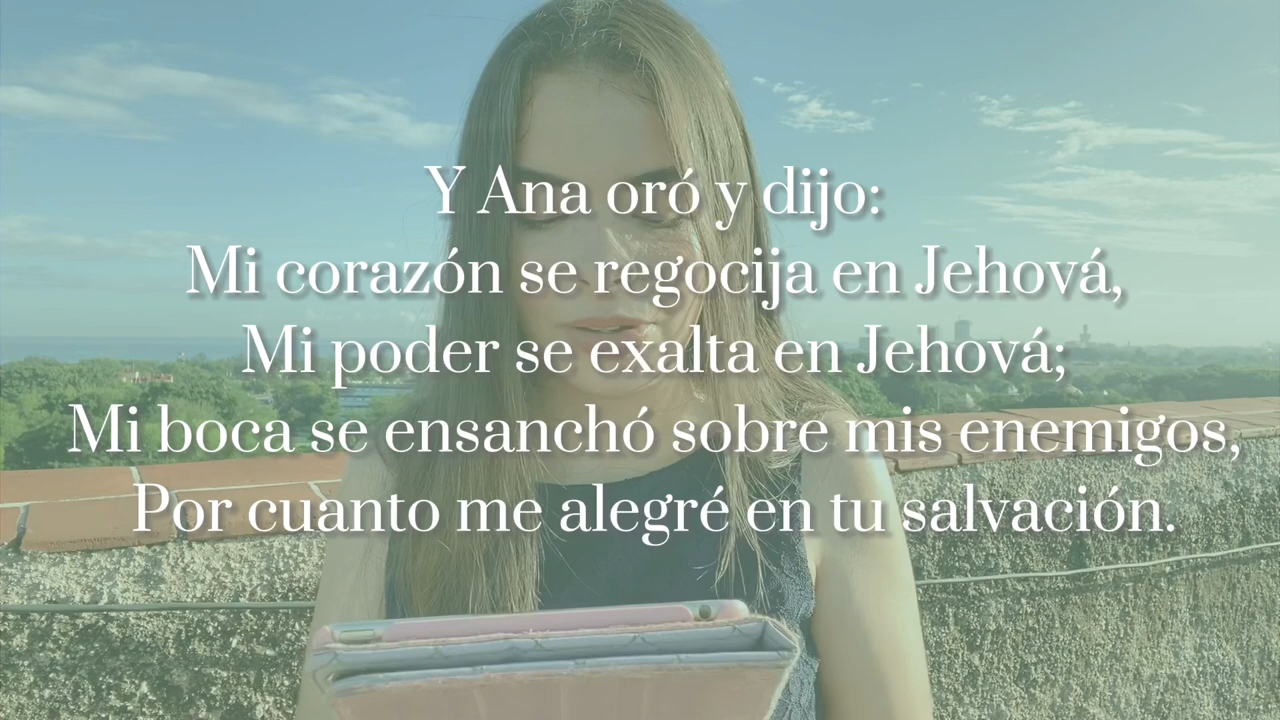 Y Ana oró y dijo:
Mi corazón se regocija en Jehová,
Mi poder se exalta en Jehová;
Mi boca se ensanchó sobre mis enemigos,
Por cuanto me alegré en tu salvación.